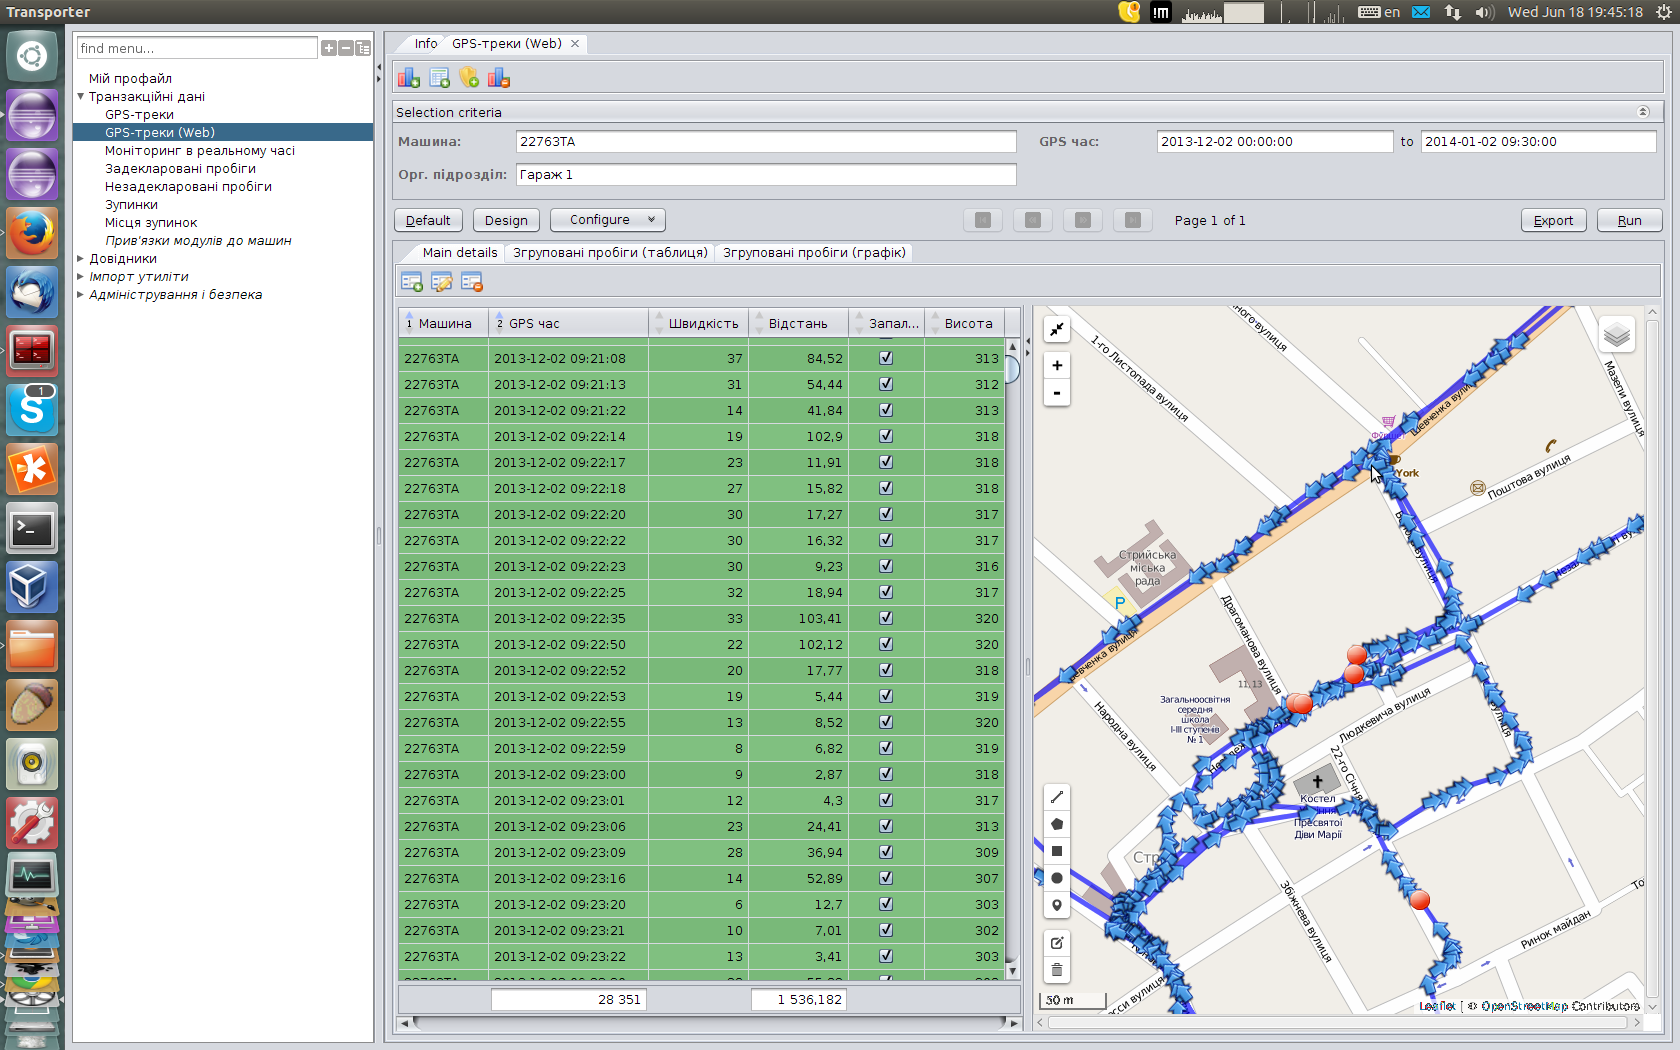 Transporter
en
Wed Jun 18 19:45:18
find menu...
Мій профайл
Транзакційні дані
GPS-треки
GPS-треки (Web)
Моніторинг в реальному часі
Задекларовані пробіги
Незадекларовані пробіги
Зупинки
Місця зупинок
Прив'язки модулів до машин
Довідники
Імпорт утиліти
Адміністрування і безпека
Info
GPS-треки (Web)
Selection criteria
Машина:
22763TA
GPS час:
2013-12-02 00:00:00
to
2014-01-02 09:30:00
Орг. підрозділ:
Гараж 1
Default
Design
Configure
Page 1 of 1
Export
Run
Main details
Згруповані пробіги (таблиця)
Згруповані пробіги (графік)
1 Машина 2 GPS час Швидкість Відстань Запал... Висота
22763TA 2013-12-02 09:21:08 37 84,52 313
22763TA 2013-12-02 09:21:13 31 54,44 312
22763TA 2013-12-02 09:21:22 14 41,84 313
22763TA 2013-12-02 09:22:14 19 102,9 318
22763TA 2013-12-02 09:22:17 23 11,91 318
22763TA 2013-12-02 09:22:18 27 15,82 318
22763TA 2013-12-02 09:22:20 30 17,27 317
22763TA 2013-12-02 09:22:22 30 16,32 317
22763TA 2013-12-02 09:22:23 30 9,23 316
22763TA 2013-12-02 09:22:25 32 18,94 317
22763TA 2013-12-02 09:22:35 33 103,41 320
22763TA 2013-12-02 09:22:50 22 102,12 320
22763TA 2013-12-02 09:22:52 20 17,77 318
22763TA 2013-12-02 09:22:53 19 5,44 319
22763TA 2013-12-02 09:22:55 13 8,52 320
22763TA 2013-12-02 09:22:59 8 6,82 319
22763TA 2013-12-02 09:23:00 9 2,87 318
22763TA 2013-12-02 09:23:01 12 4,3 317
22763TA 2013-12-02 09:23:06 23 24,41 313
22763TA 2013-12-02 09:23:09 28 36,94 309
22763TA 2013-12-02 09:23:16 14 52,89 307
22763TA 2013-12-02 09:23:20 6 12,7 303
22763TA 2013-12-02 09:23:21 10 7,01 302
22763TA 2013-12-02 09:23:22 13 3,41 303
28 351
1 536,182
+
-
ного вулиця
1-го Листопада вулиця
Мазепи вулиця
Шевченка вулиця
York
Поштова вулиця
Стрийська
міська
рада
P
Драгоманова вулиця
11,13
Загальноосвітня
середня
школа
I-III ступенів
№ 1
Народна вулиця
Людкевича вулиця
22-го Січня
Костел
Пресвятої
Діви Марії
Збіжнева вулиця
Ринок майдан
50 m
Leaflet | © OpenStreetMap Contributors